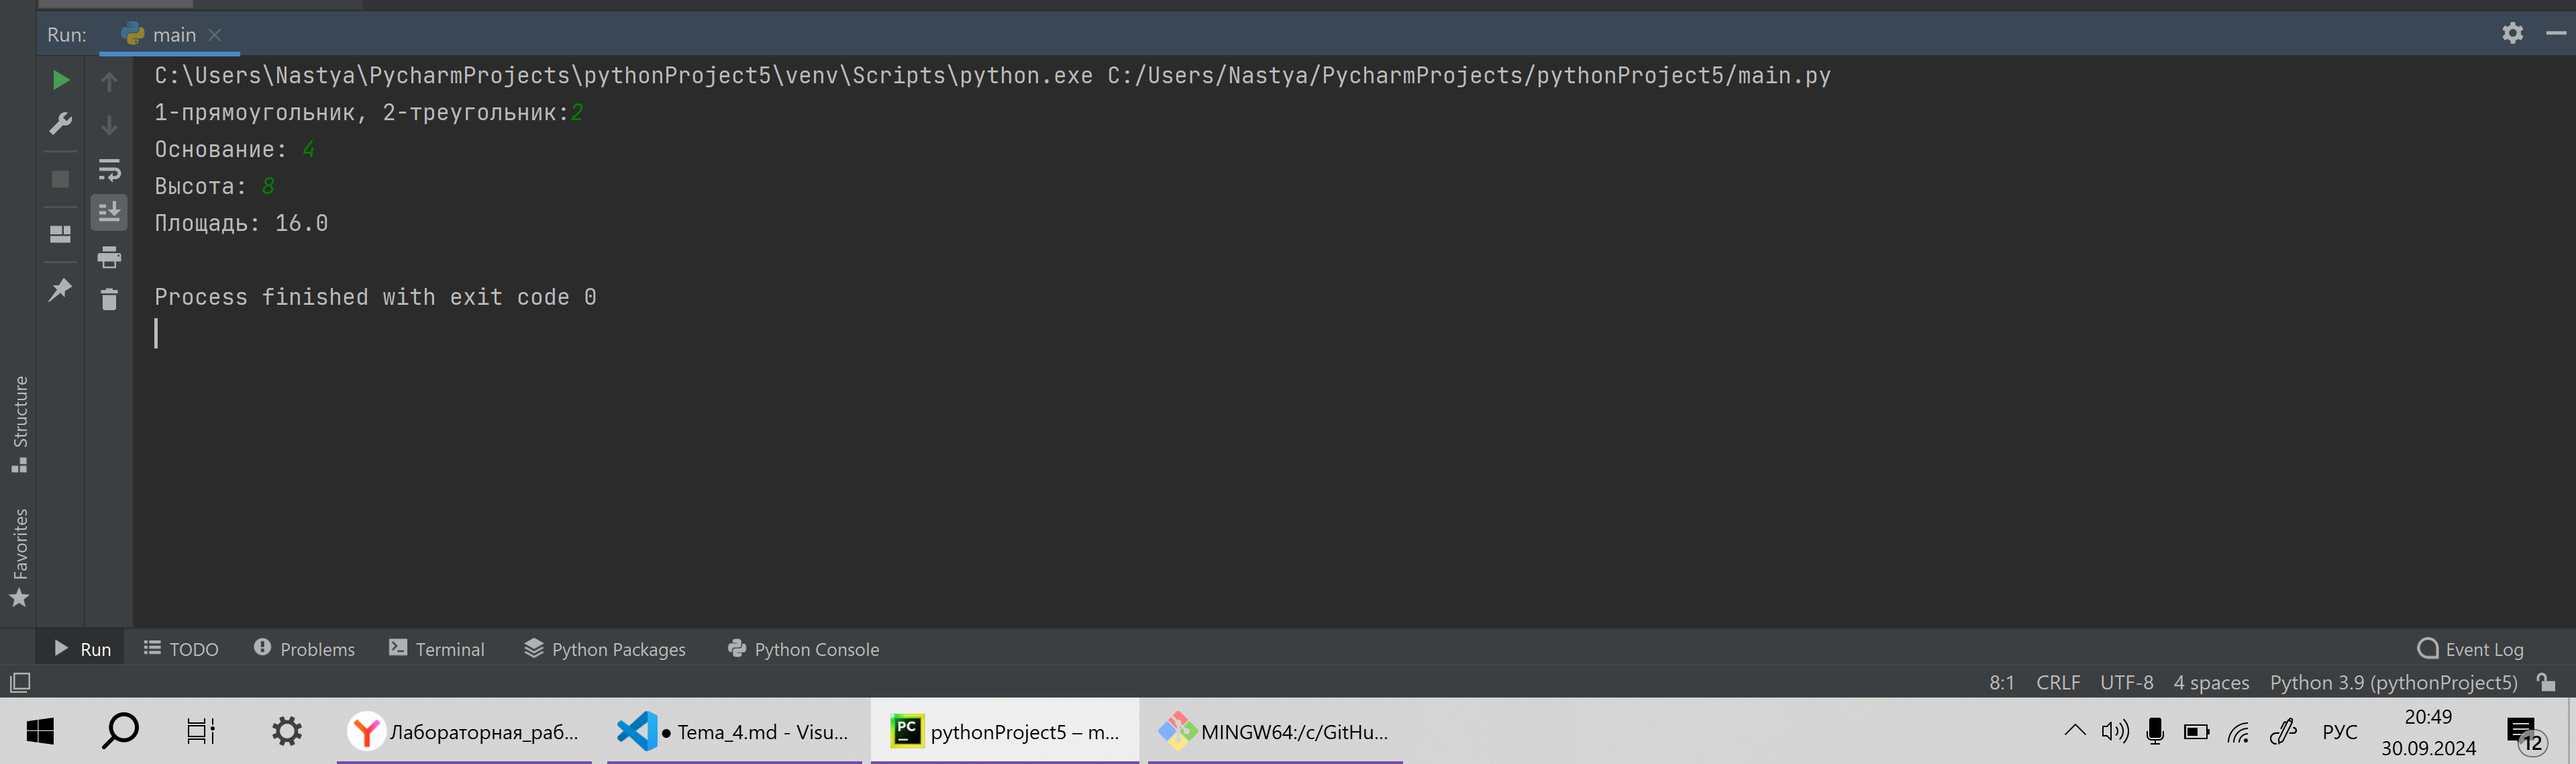 Run: main
C:\Users\Nastya\PycharmProjects\pythonProject5\venv\Scripts\python.exe C:/Users/Nastya/PycharmProjects/pythonProject5/main.py
1-прямоугольник, 2-треугольник:2
Основание: 4
Высота: 8
Площадь: 16.0
Process finished with exit code 0
Structure
Favorites
Run TODO Problems Terminal Python Packages Python Console Event Log
8:1 CRLF UTF-8 4 spaces Python 3.9 (pythonProject5)
Лабораторная_раб... ● Tema_4.md - Visu... PC pythonProject5 – m... MINGW64:/c/GitHu... РУС 20:49
30.09.2024 12